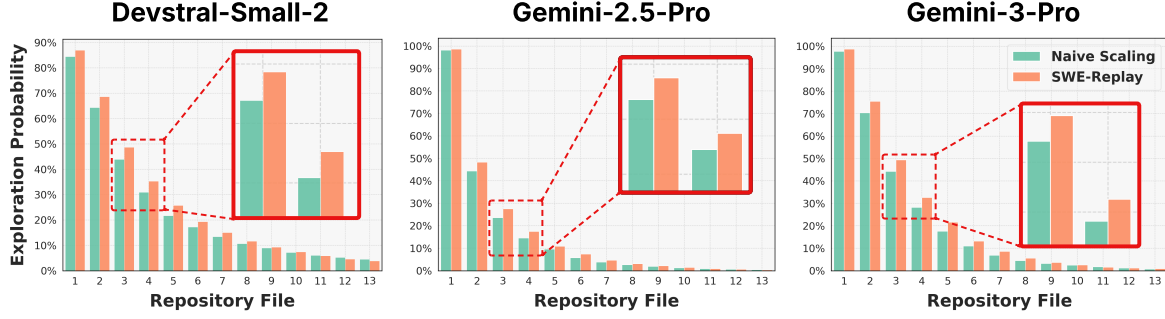 Devstral-Small-2
Exploration Probability
90%
80%
70%
60%
50%
40%
30%
20%
10%
0%
1 2 3 4 5 6 7 8 9 10 11 12 13
Repository File
Gemini-2.5-Pro
100%
90%
80%
70%
60%
50%
40%
30%
20%
10%
0%
1 2 3 4 5 6 7 8 9 10 11 12 13
Repository File
Gemini-3-Pro
Naive Scaling
SWE-Replay
100%
90%
80%
70%
60%
50%
40%
30%
20%
10%
0%
1 2 3 4 5 6 7 8 9 10 11 12 13
Repository File